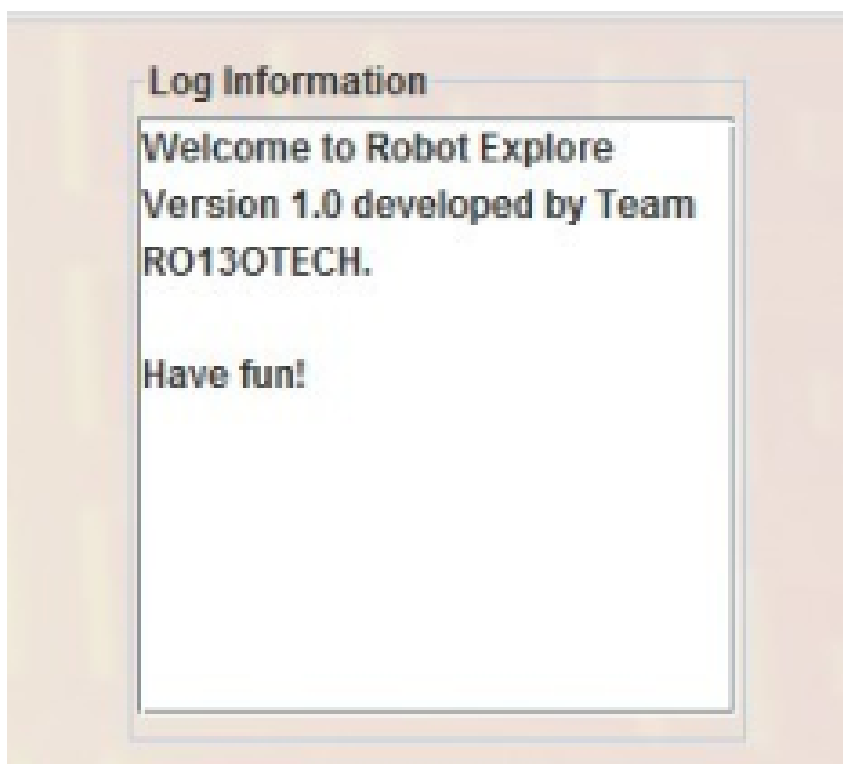 Log Information
Welcome to Robot Explore
Version 1.0 developed by Team
RO13OTECH.
Have fun!